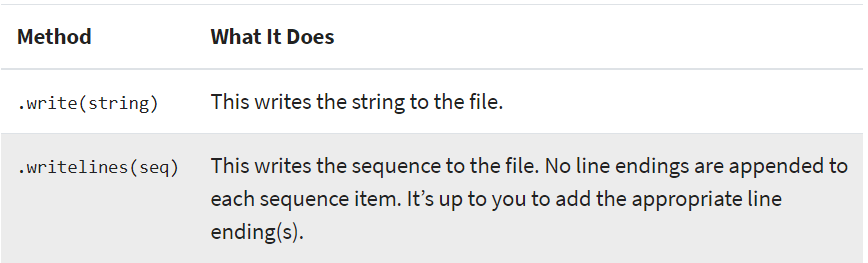 Method What It Does
.write(string) This writes the string to the file.
.writelines(seq) This writes the sequence to the file. No line endings are appended to
each sequence item. It’s up to you to add the appropriate line
ending(s).